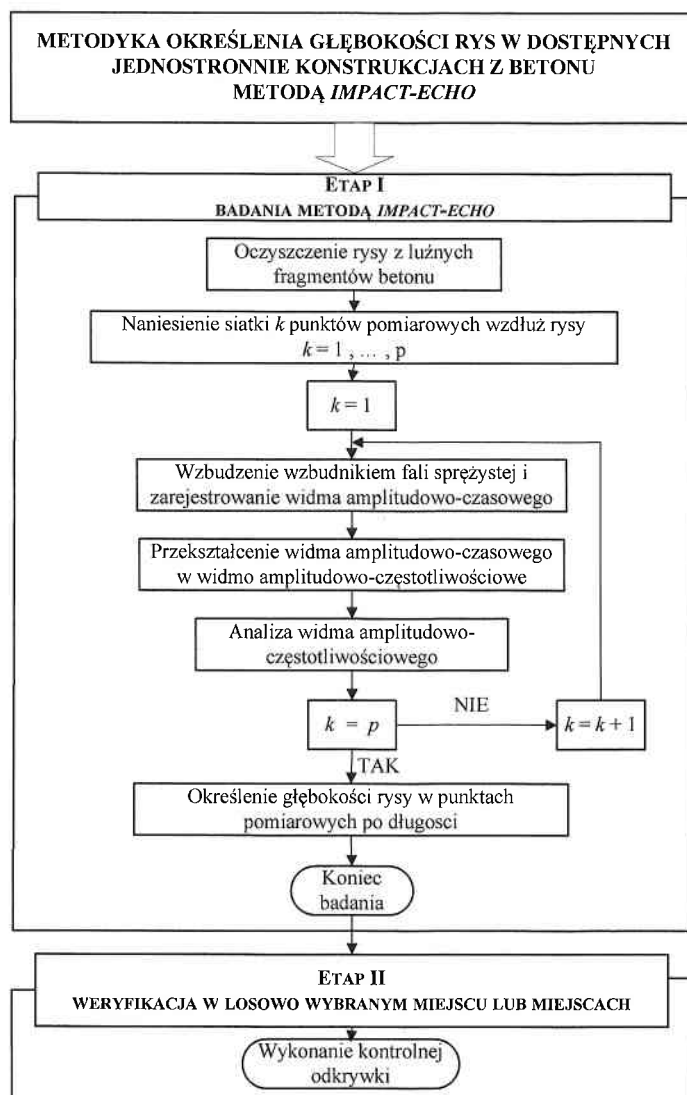 METODYKA OKREŚLENIA GŁĘBOKOŚCI RYS W DOSTĘPNYCH
JEDNOSTRONNIE KONSTRUKCJACH Z BETONU
METODĄ IMPACT-ECHO
ETAP I
BADANIA METODĄ IMPACT-ECHO
Oczyszczenie rysy z luźnych
fragmentów betonu
Naniesienie siatki k punktów pomiarowych wzdłuż rysy
k = 1 , ... , p
k = 1
Wzbudzenie wzbudnikiem fali sprężystej i
zarejestrowanie widma amplitudowo-czasowego
Przekształcenie widma amplitudowo-czasowego
w widmo amplitudowo-częstotliwościowe
Analiza widma amplitudowo-
częstotliwościowego
k = p
NIE
k = k + 1
TAK
Określenie głębokości rysy w punktach
pomiarowych po długosci
Koniec
badania
ETAP II
WERYFIKACJA W LOSOWO WYBRANYM MIEJSCU LUB MIEJSCACH
Wykonanie kontrolnej
odkrywki